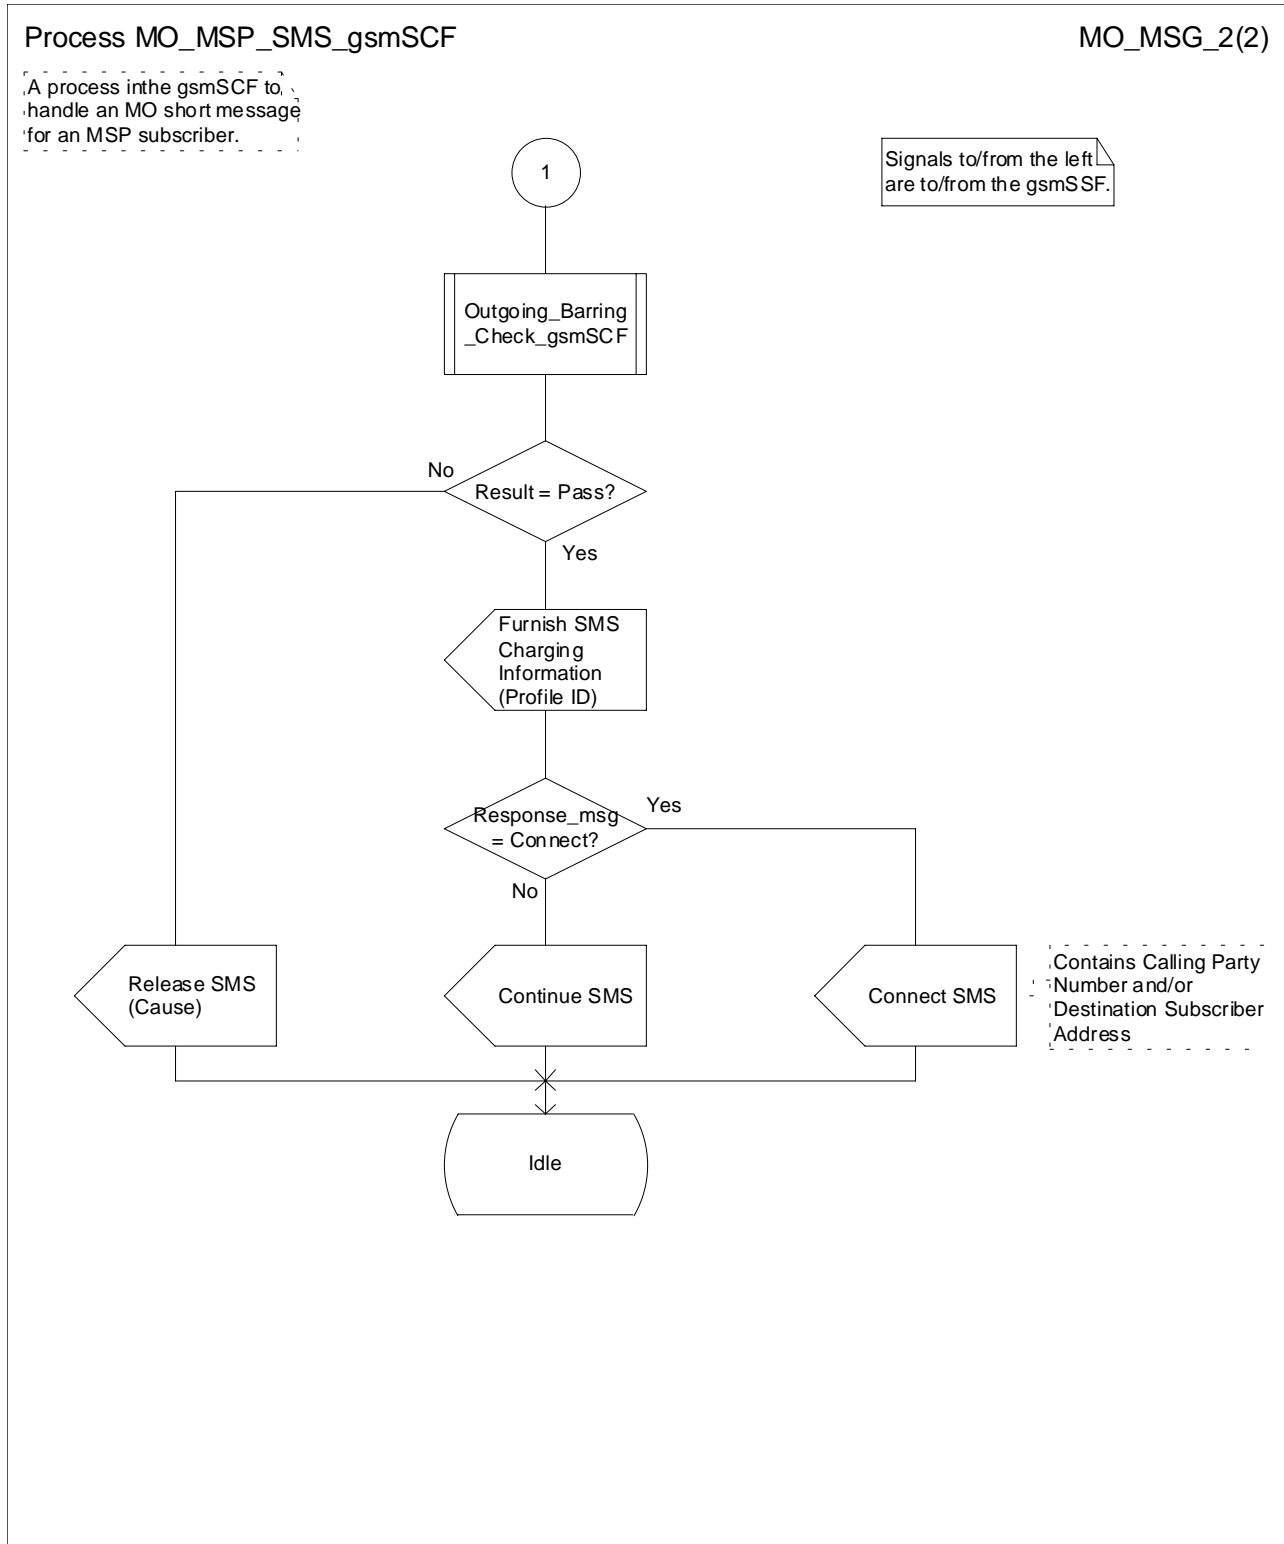 Process MO_MSP_SMS_gsmSCF
MO_MSG_2(2)
A process inthe gsmSCF to
handle an MO short message
for an MSP subscriber.
1
Signals to/from the left
are to/from the gsmSSF.
Outgoing_Barring
_Check_gsmSCF
No
Result = Pass?
Yes
Furnish SMS
Charging
Information
(Profile ID)
Response_msg
= Connect?
Yes
No
Release SMS
(Cause)
Continue SMS
Connect SMS
Contains Calling Party
Number and/or
Destination Subscriber
Address
Idle